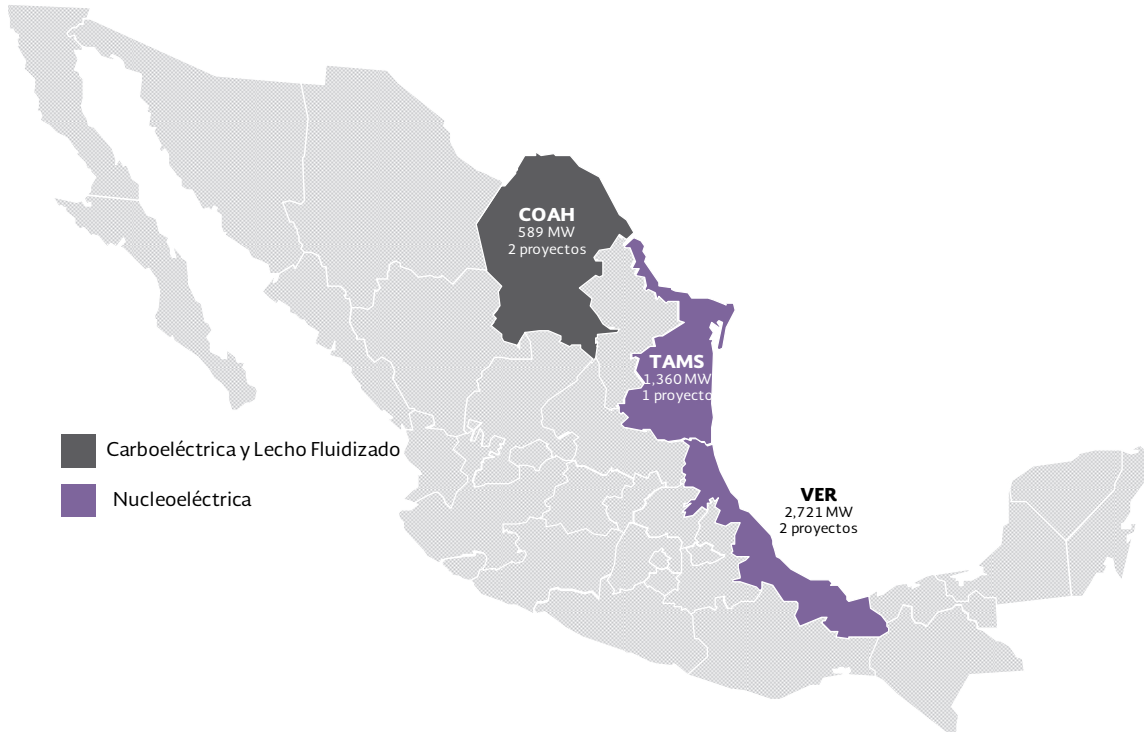 COAH
589 MW
2 proyectos
TAMS
1,360 MW
1 proyecto
Carboeléctrica y Lecho Fluidizado
Nucleoeléctrica
VER
2,721 MW
2 proyectos